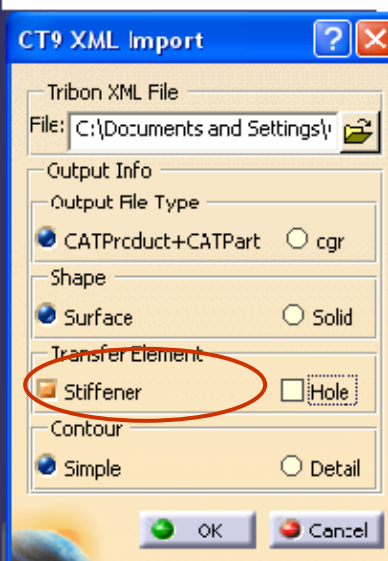 CT9 XML Import
Tribon XML File
File: C:\Documents and Settings\
Output Info
Output File Type
CATProduct+CATPart cgr
Shape
Surface Solid
Transfer Element
Stiffener Hole
Contour
Simple Detail
OK Cancel